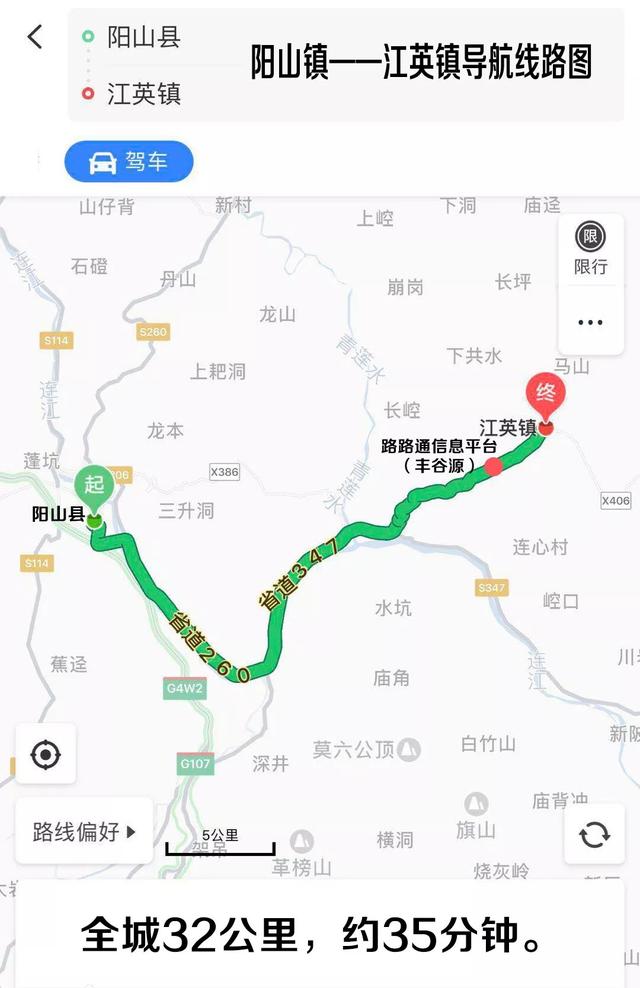 阳山县
江英镇
阳山镇——江英镇导航线路图
驾车
山仔背
新村
上崆
下洞
庙迳
限
限行
连江
石磴
丹山
崩岗
长坪
龙山
S260
S114
青莲水
下共水
马山
上耙洞
连江
终
长崆
江英镇
龙本
路路通信息平台
（丰谷源）
蓬坑
X386
起
X406
阳山县
三升洞
青莲水
连心村
省道347
S114
S347
崆口
水坑
省道260
蕉迳
连江
庙角
G4W2
莫六公顶
白竹山
G107
深井
庙背冲
路线偏好
5公里
旗山
横洞
革榜山
烧灰岭
全城32公里，约35分钟。